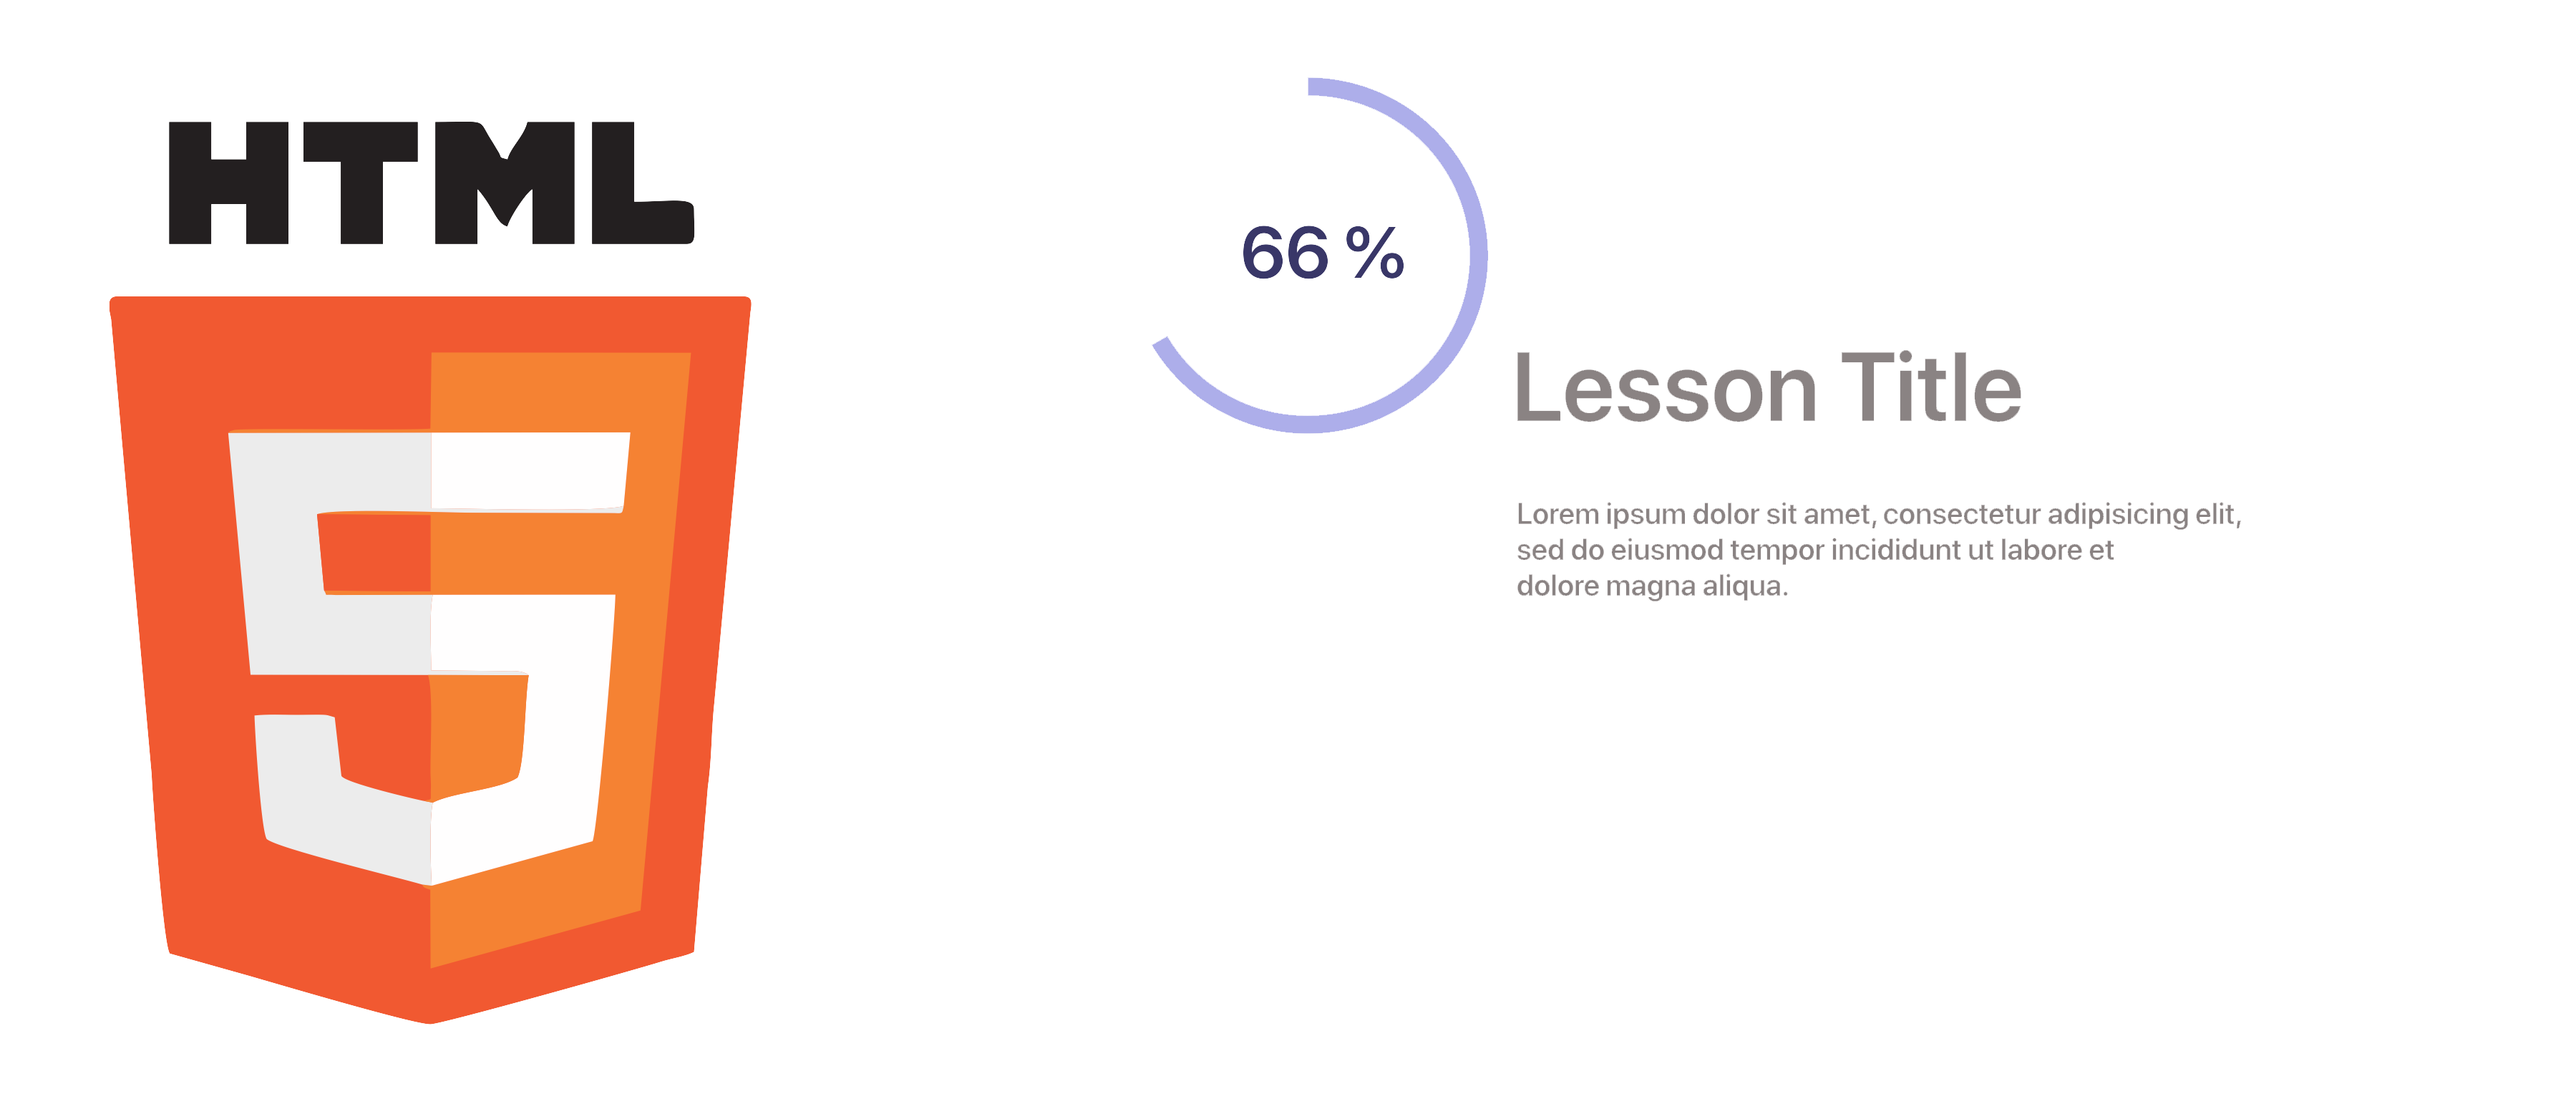 HTML
5
66 %
Lesson Title
Lorem ipsum dolor sit amet, consectetur adipisicing elit,
sed do eiusmod tempor incididunt ut labore et
dolore magna aliqua.